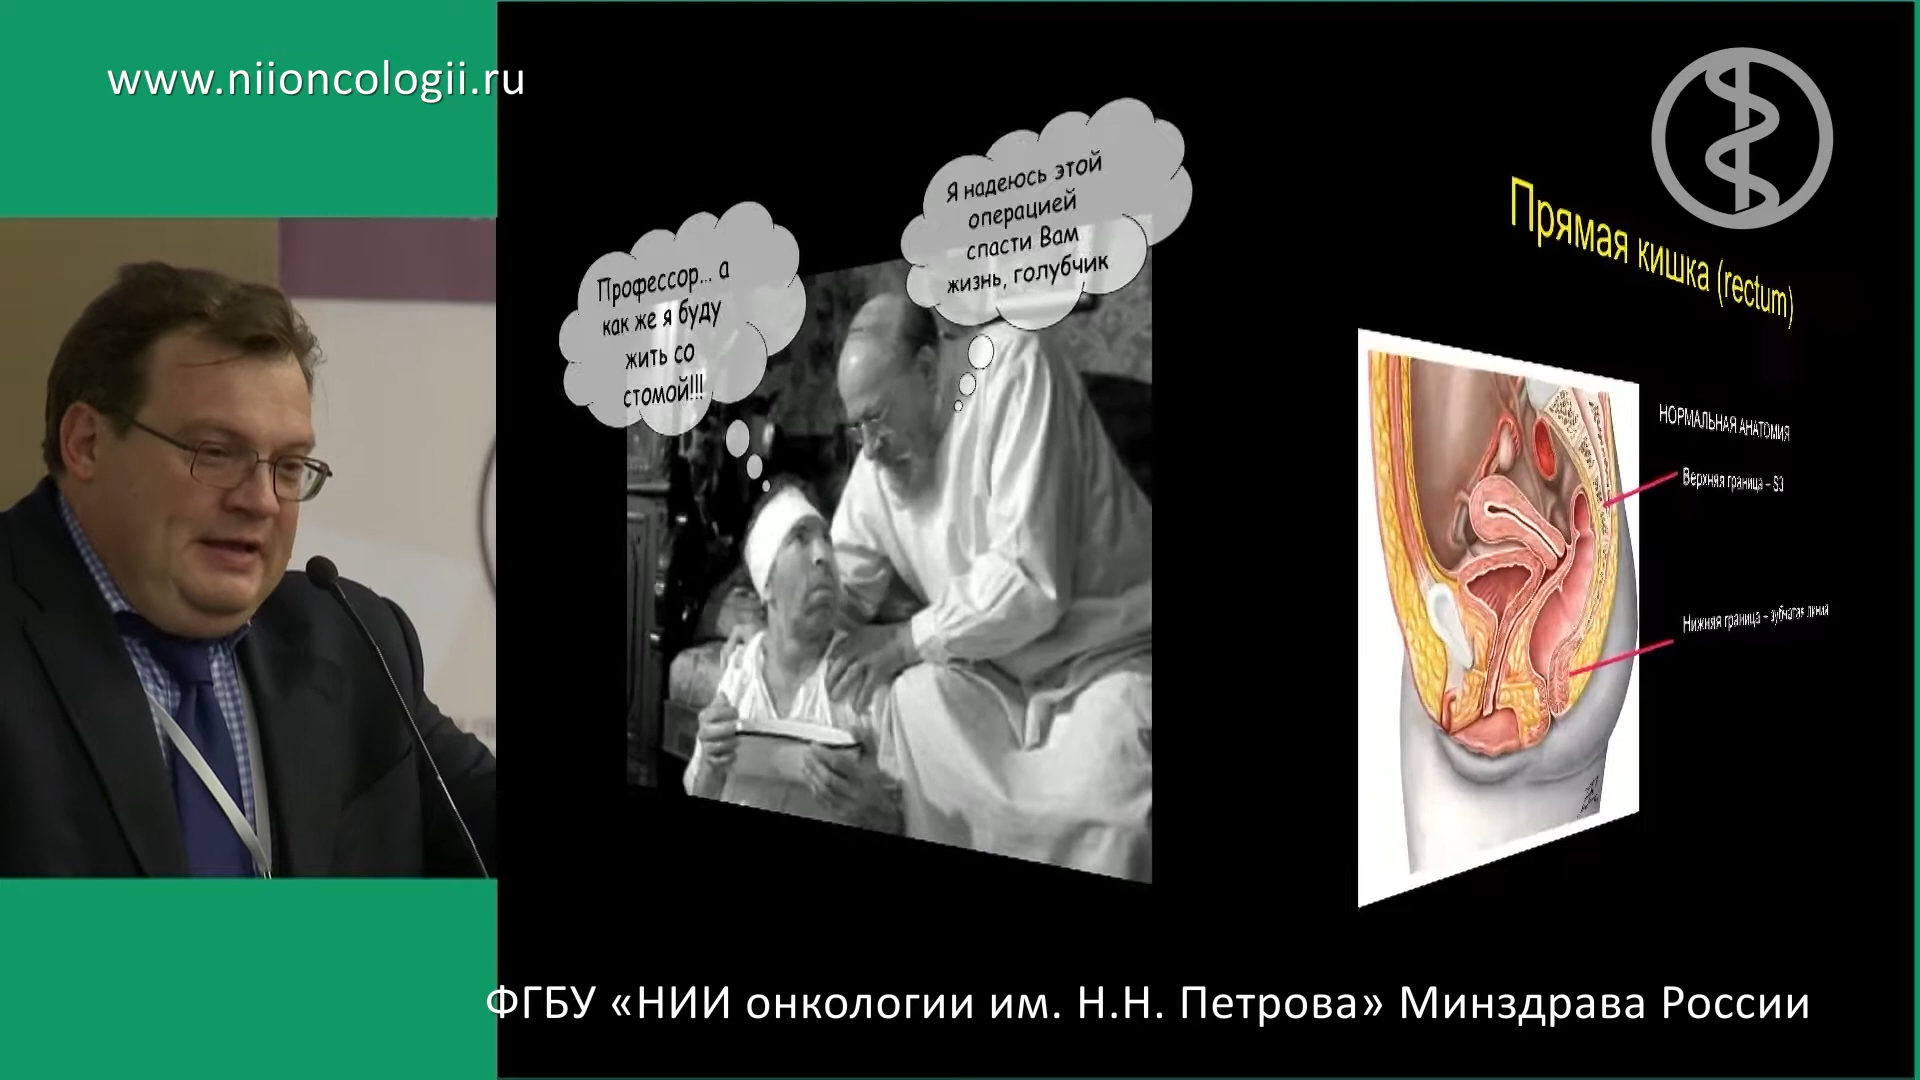 www.niioncologii.ru
Профессор... а
как же я буду
жить со
стомой!!!
Я надеюсь этой
операцией
спасти Вам
жизнь, голубчик
Прямая кишка (rectum)
НОРМАЛЬНАЯ АНАТОМИЯ
Верхняя граница – S3
Нижняя граница – зубчатая линия
ФГБУ «НИИ онкологии им. Н.Н. Петрова» Минздрава России